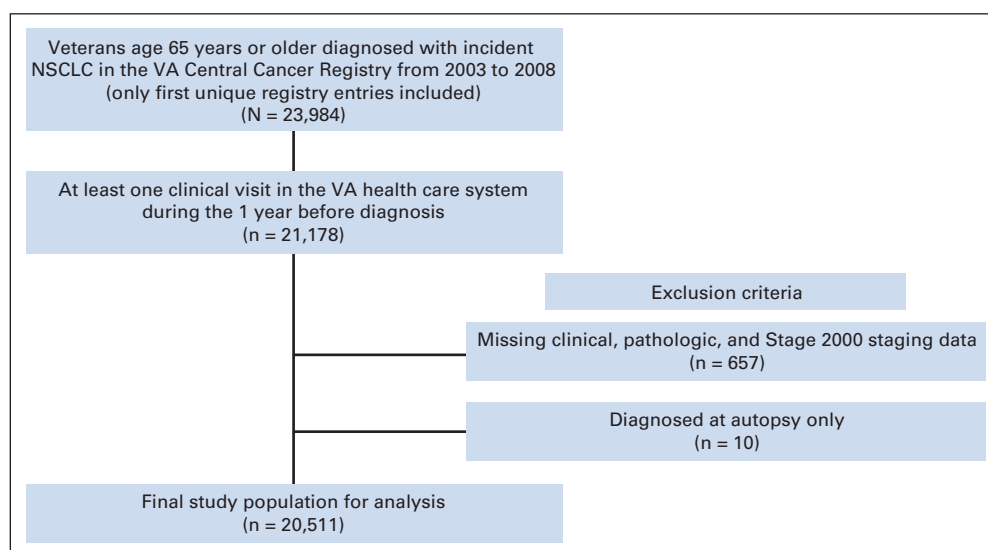 Veterans age 65 years or older diagnosed with incident
NSCLC in the VA Central Cancer Registry from 2003 to 2008
(only first unique registry entries included)
(N = 23,984)
At least one clinical visit in the VA health care system
during the 1 year before diagnosis
(n = 21,178)
Exclusion criteria
Missing clinical, pathologic, and Stage 2000 staging data
(n = 657)
Diagnosed at autopsy only
(n = 10)
Final study population for analysis
(n = 20,511)